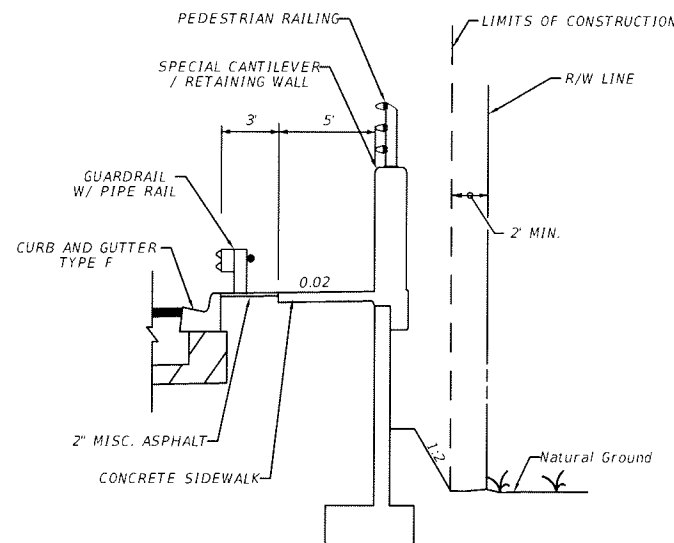 PEDESTRIAN RAILING
LIMITS OF CONSTRUCTION
SPECIAL CANTILEVER
/ RETAINING WALL
R/W LINE
3'
5'
GUARDRAIL
W/ PIPE RAIL
2' MIN.
CURB AND GUTTER
TYPE F
0.02
2" MISC. ASPHALT
1:2
Natural Ground
CONCRETE SIDEWALK